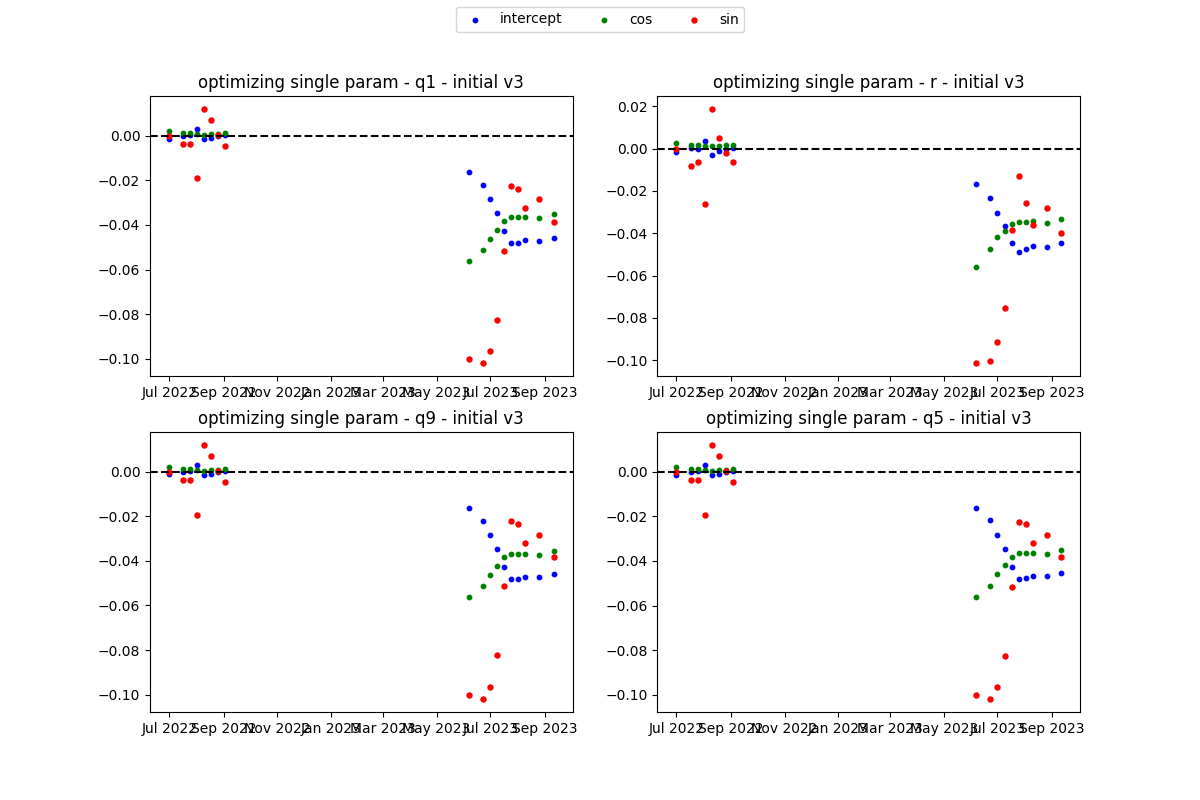 intercept cos sin
optimizing single param - q1 - initial v3
0.00
−0.02
−0.04
−0.06
−0.08
−0.10
Jul 2022 Sep 2022 Nov 2022 Jan 2023 Mar 2023 May 2023 Jul 2023 Sep 2023
optimizing single param - r - initial v3
0.02
0.00
−0.02
−0.04
−0.06
−0.08
−0.10
Jul 2022 Sep 2022 Nov 2022 Jan 2023 Mar 2023 May 2023 Jul 2023 Sep 2023
optimizing single param - q9 - initial v3
0.00
−0.02
−0.04
−0.06
−0.08
−0.10
Jul 2022 Sep 2022 Nov 2022 Jan 2023 Mar 2023 May 2023 Jul 2023 Sep 2023
optimizing single param - q5 - initial v3
0.00
−0.02
−0.04
−0.06
−0.08
−0.10
Jul 2022 Sep 2022 Nov 2022 Jan 2023 Mar 2023 May 2023 Jul 2023 Sep 2023